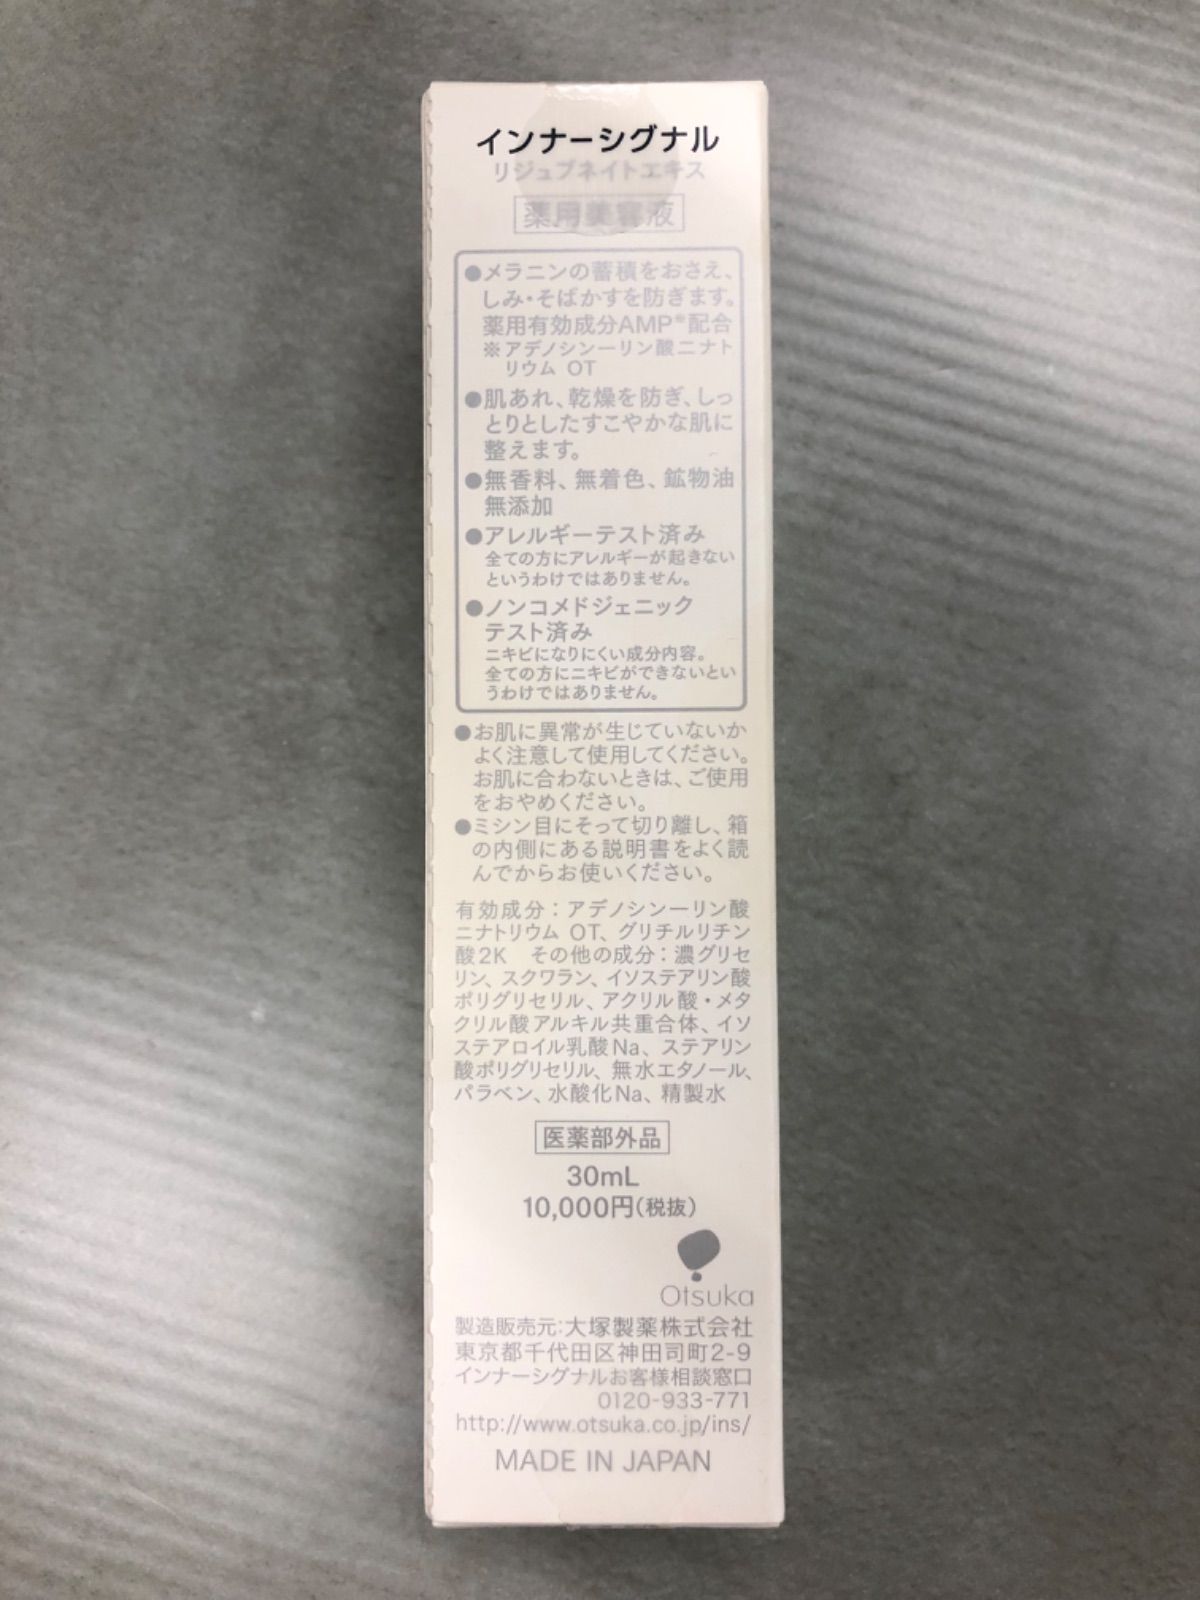 インナーシグナル
リジュブネイトエキス
薬用美容液
●メラニンの蓄積をおさえ、
しみ・そばかすを防ぎます。
薬用有効成分AMP※配合
※アデノシン一リン酸二ナト
リウム OT
●肌あれ、乾燥を防ぎ、しっ
とりとしたすこやかな肌に
整えます。
●無香料、無着色、鉱物油
無添加
●アレルギーテスト済み
全ての方にアレルギーが起きない
というわけではありません。
●ノンコメドジェニック
テスト済み
ニキビになりにくい成分内容。
全ての方にニキビができないとい
うわけではありません。
●お肌に異常が生じていないか
よく注意して使用してください。
お肌に合わないときは、ご使用
をおやめください。
●ミシン目にそって切り離し、箱
の内側にある説明書をよく読
んでからお使いください。
有効成分：アデノシン一リン酸
二ナトリウム OT、グリチルリチン
酸2K　その他の成分：濃グリセ
リン、スクワラン、イソステアリン酸
ポリグリセリル、アクリル酸・メタ
クリル酸アルキル共重合体、イソ
ステアロイル乳酸Na、ステアリン
酸ポリグリセリル、無水エタノール、
パラベン、水酸化Na、精製水
医薬部外品
30mL
10,000円(税抜)
Otsuka
製造販売元:大塚製薬株式会社
東京都千代田区神田司町2-9
インナーシグナルお客様相談窓口
0120-933-771
http://www.otsuka.co.jp/ins/
MADE IN JAPAN